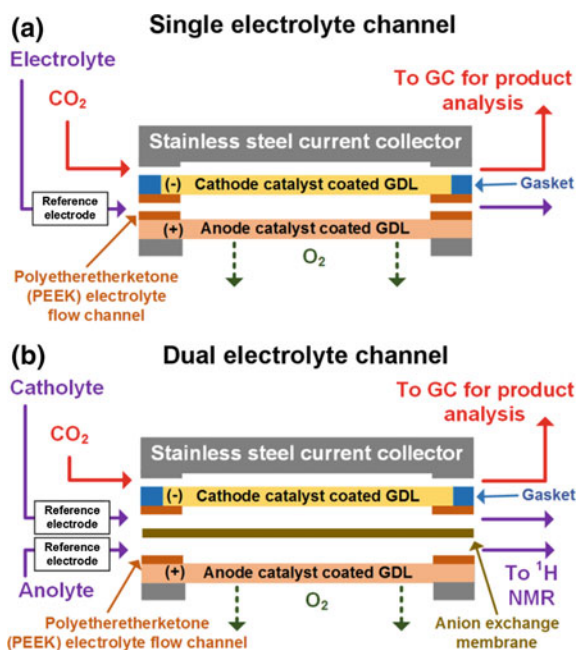 (a)
Single electrolyte channel
Electrolyte
CO₂
To GC for product
analysis
Stainless steel current collector
(-)
Cathode catalyst coated GDL
Gasket
Reference
electrode
(+)
Anode catalyst coated GDL
O₂
Polyetheretherketone
(PEEK) electrolyte
flow channel
(b)
Dual electrolyte channel
Catholyte
CO₂
To GC for product
analysis
Stainless steel current collector
(-)
Cathode catalyst coated GDL
Gasket
Reference
electrode
Reference
electrode
Anolyte
(+)
Anode catalyst coated GDL
To ¹H
NMR
O₂
Polyetheretherketone
(PEEK) electrolyte flow channel
Anion exchange
membrane